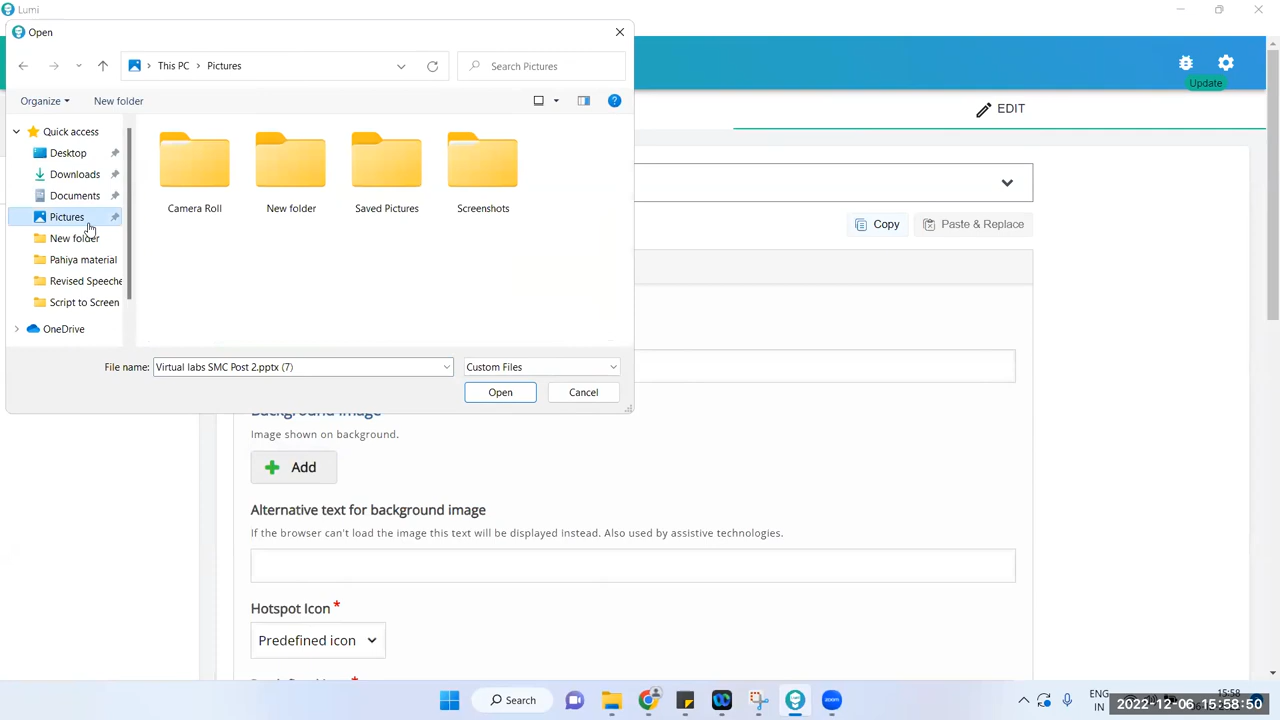 Lumi
Open
This PC > Pictures
Search Pictures
Organize
New folder
Update
EDIT
Quick access
Desktop
Downloads
Documents
Pictures
New folder
Pahiya material
Revised Speeche
Script to Screen
OneDrive
Camera Roll
New folder
Saved Pictures
Screenshots
Copy
Paste & Replace
File name:
Virtual labs SMC Post 2.pptx (7)
Custom Files
Open
Cancel
Background Image
Image shown on background.
Add
Alternative text for background image
If the browser can't load the image this text will be displayed instead. Also used by assistive technologies.
Hotspot Icon *
Predefined icon
Search
zoom
ENG
IN
15:58
2022-12-06 15:58:50